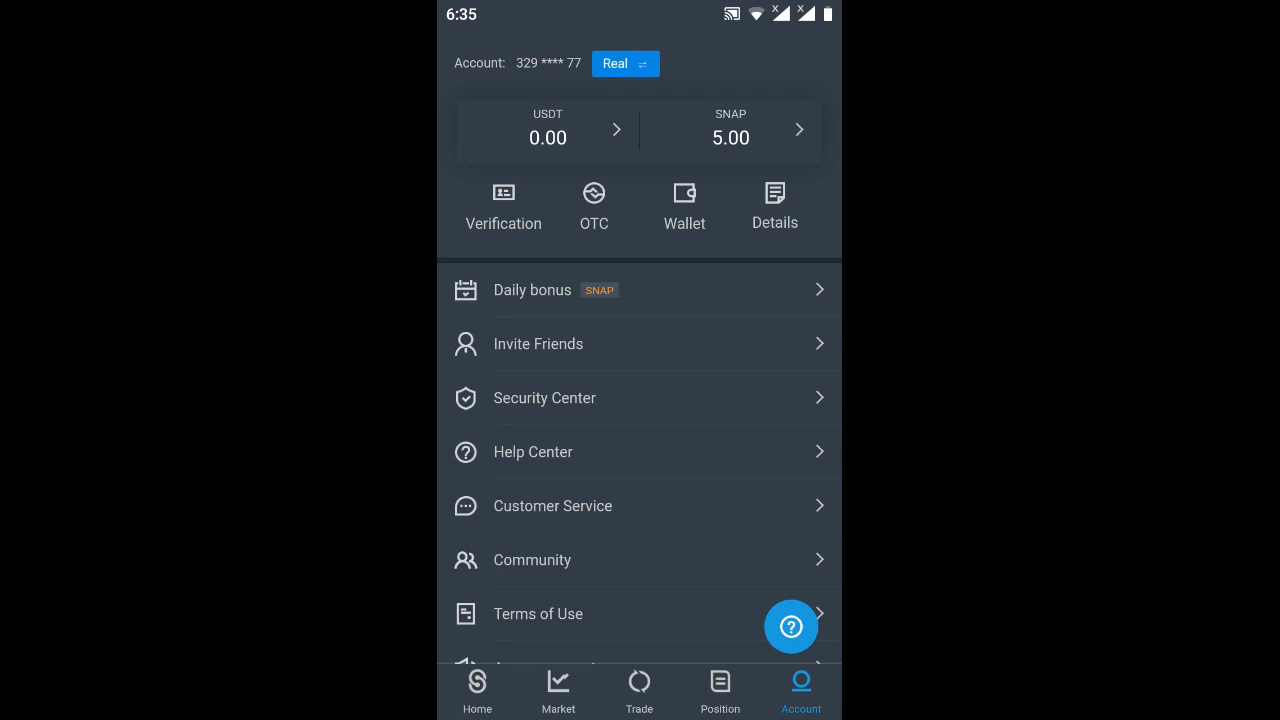 6:35
Account: 329 **** 77 Real
USDT SNAP
0.00 5.00
Verification OTC Wallet Details
Daily bonus SNAP
Invite Friends
Security Center
Help Center
Customer Service
Community
Terms of Use
Home Market Trade Position Account